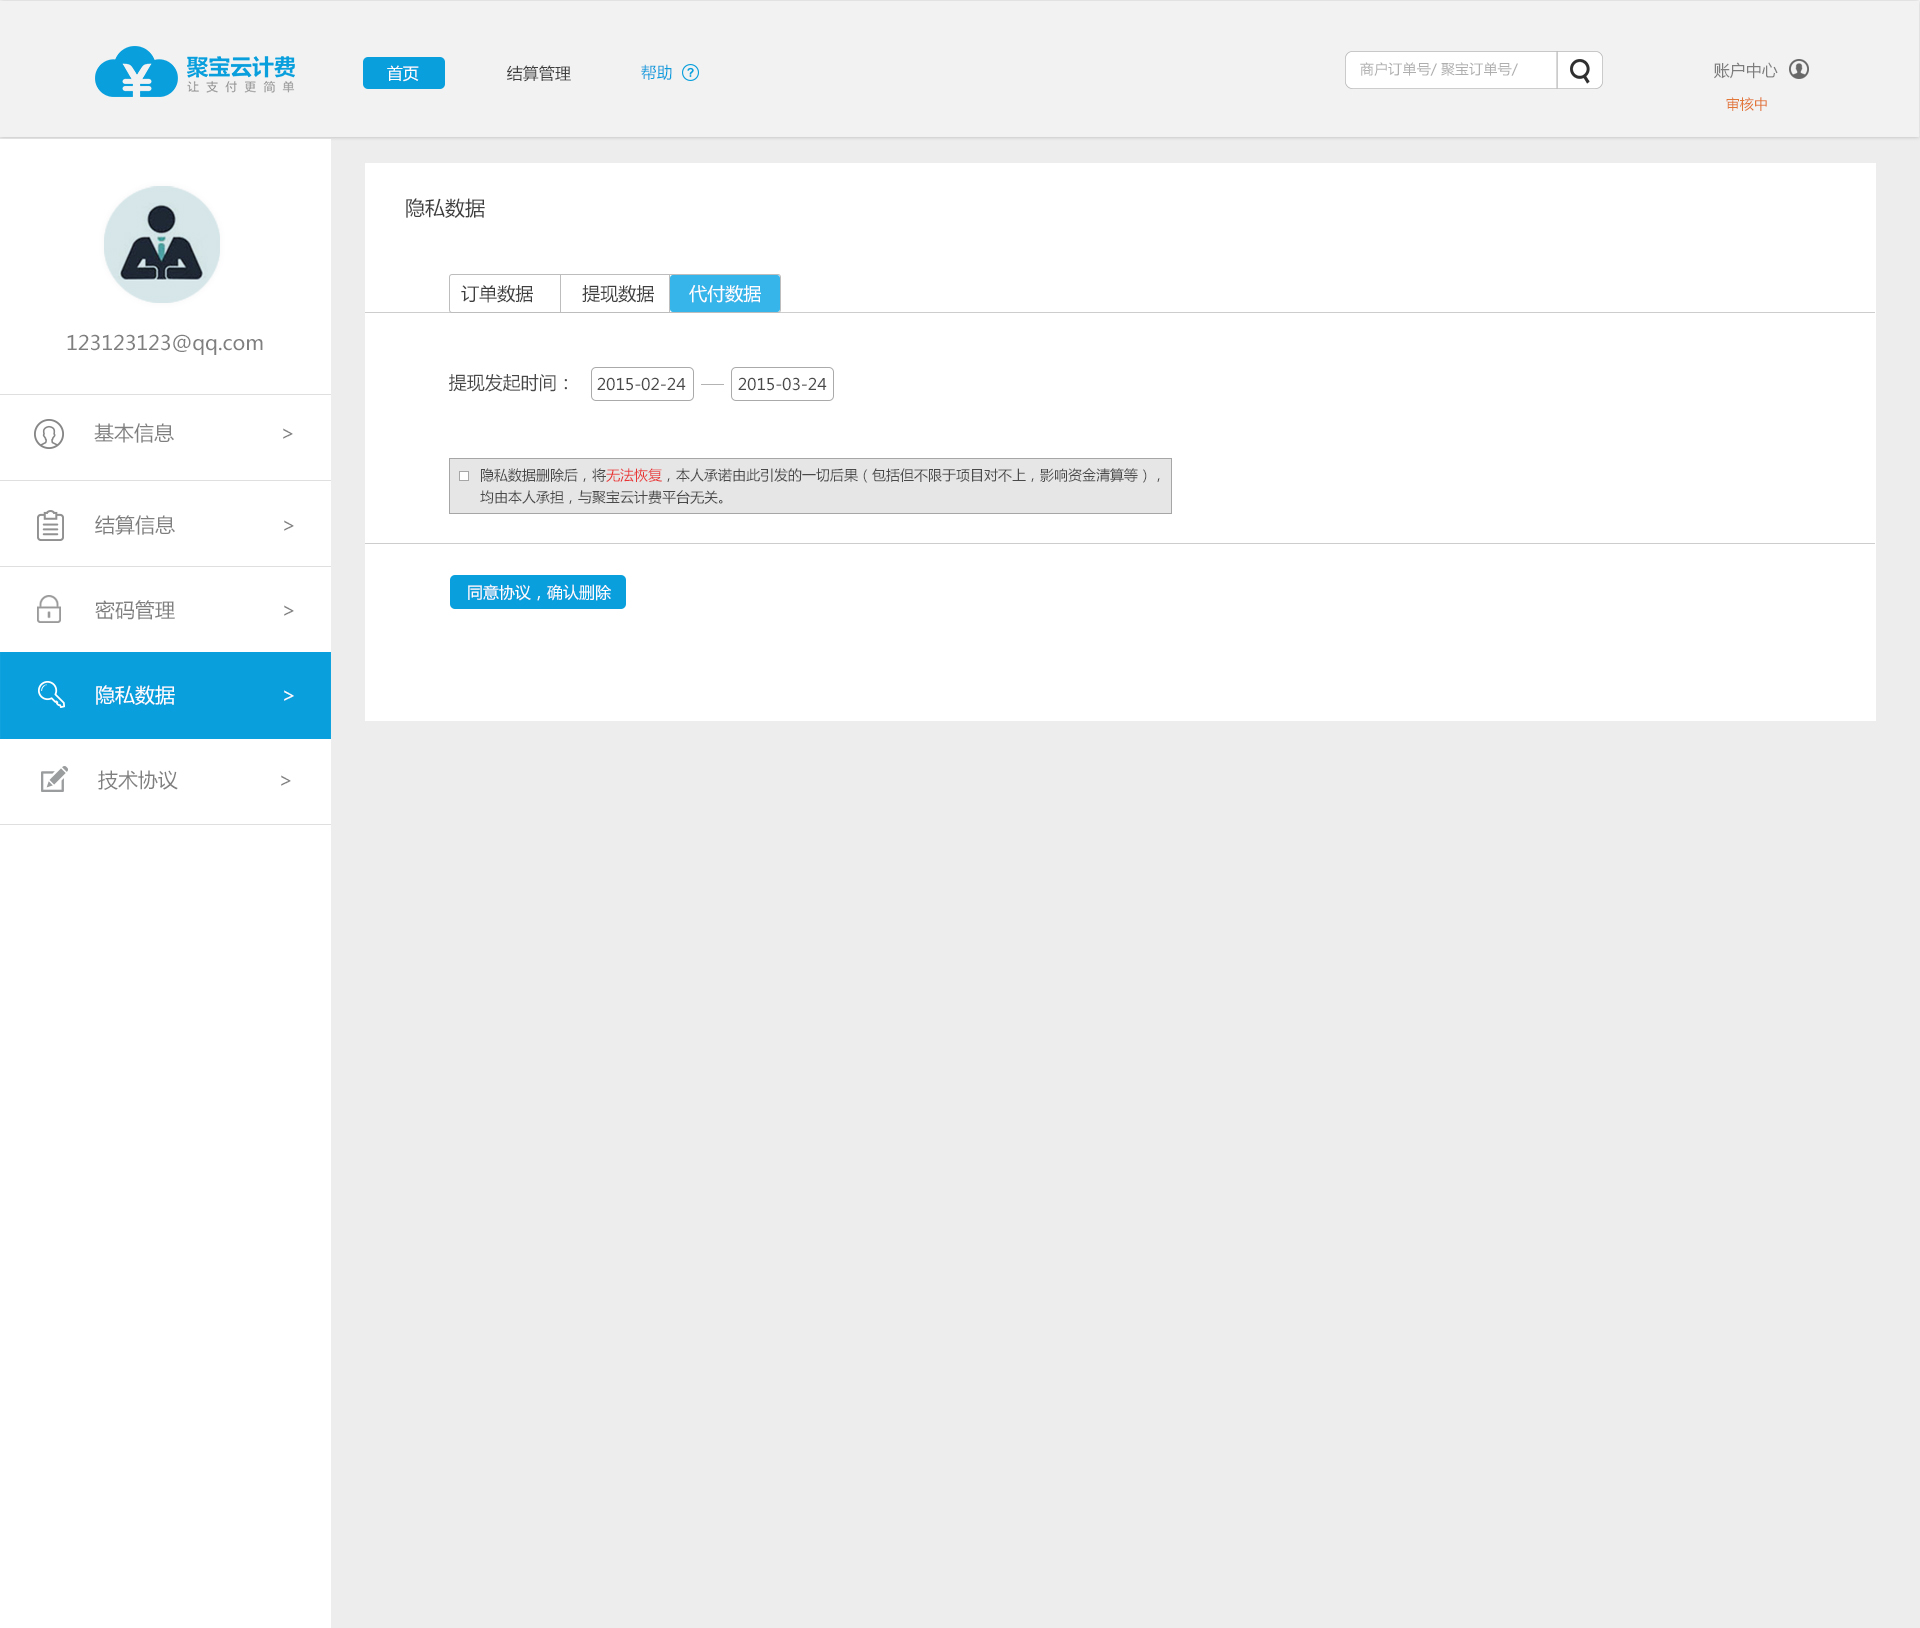 聚宝云计费
让支付更简单
首页
结算管理
帮助 ?
商户订单号/ 聚宝订单号/
账户中心
审核中
123123123@qq.com
基本信息 >
结算信息 >
密码管理 >
隐私数据 >
技术协议 >
隐私数据
订单数据 提现数据 代付数据
提现发起时间： 2015-02-24 — 2015-03-24
隐私数据删除后，将无法恢复，本人承诺由此引发的一切后果（包括但不限于项目对不上，影响资金清算等），
均由本人承担，与聚宝云计费平台无关。
同意协议，确认删除